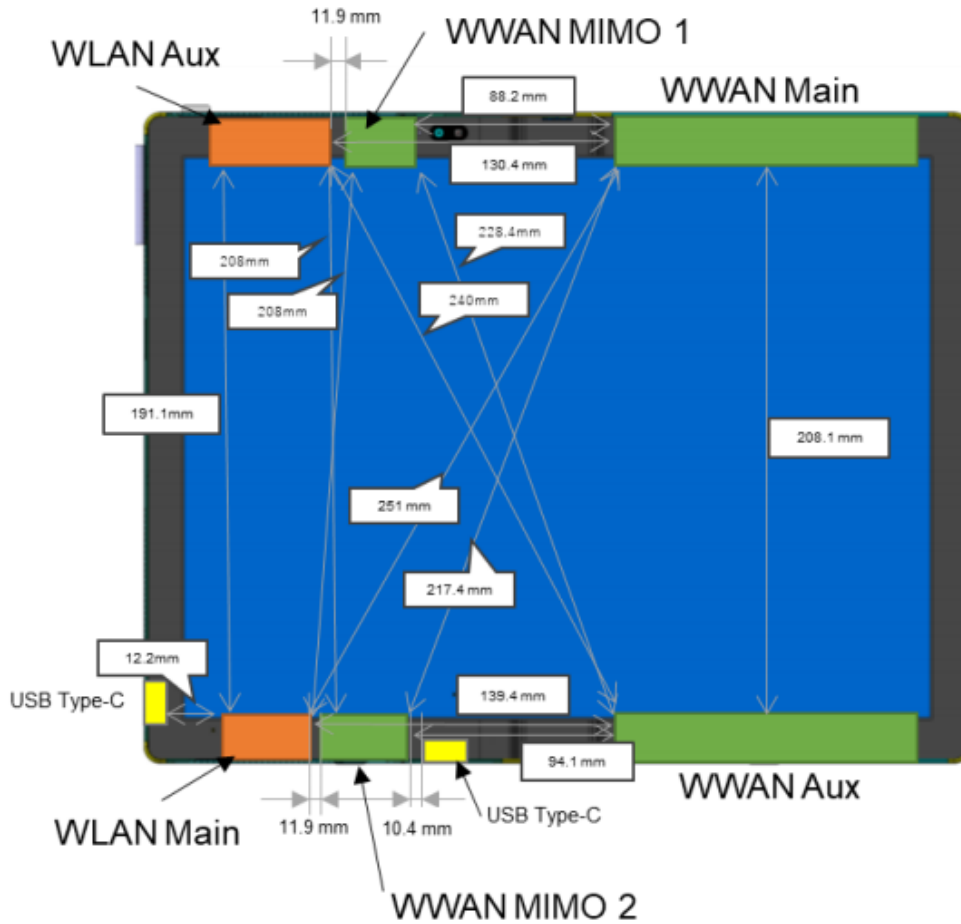 11.9 mm
WWAN MIMO 1
WLAN Aux
88.2 mm
WWAN Main
130.4 mm
228.4mm
208mm
240mm
208mm
191.1mm
208.1 mm
251 mm
217.4 mm
12.2mm
USB Type-C
139.4 mm
94.1 mm
WWAN Aux
USB Type-C
WLAN Main
11.9 mm
10.4 mm
WWAN MIMO 2